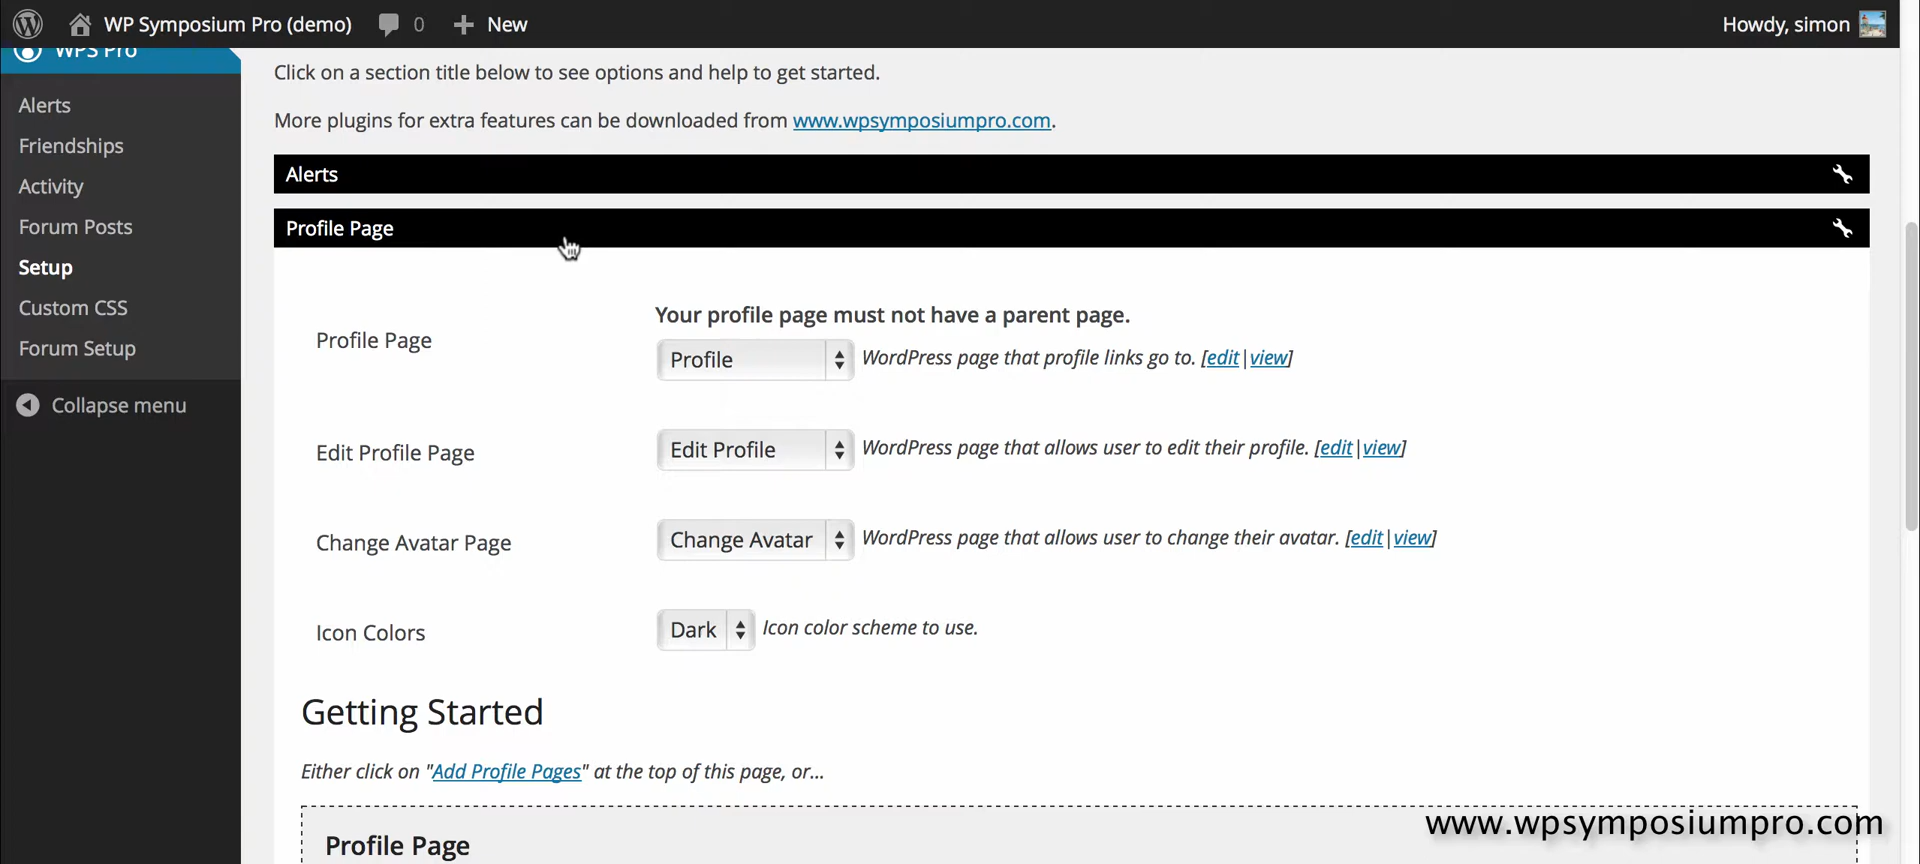 WP Symposium Pro (demo) 0 New Howdy, simon
WPS Pro
Alerts
Friendships
Activity
Forum Posts
Setup
Custom CSS
Forum Setup
Collapse menu
Click on a section title below to see options and help to get started.
More plugins for extra features can be downloaded from www.wpsymposiumpro.com.
Alerts
Profile Page
Your profile page must not have a parent page.
Profile Page Profile WordPress page that profile links go to. [edit|view]
Edit Profile Page Edit Profile WordPress page that allows user to edit their profile. [edit|view]
Change Avatar Page Change Avatar WordPress page that allows user to change their avatar. [edit|view]
Icon Colors Dark Icon color scheme to use.
Getting Started
Either click on "Add Profile Pages" at the top of this page, or...
Profile Page
www.wpsymposiumpro.com